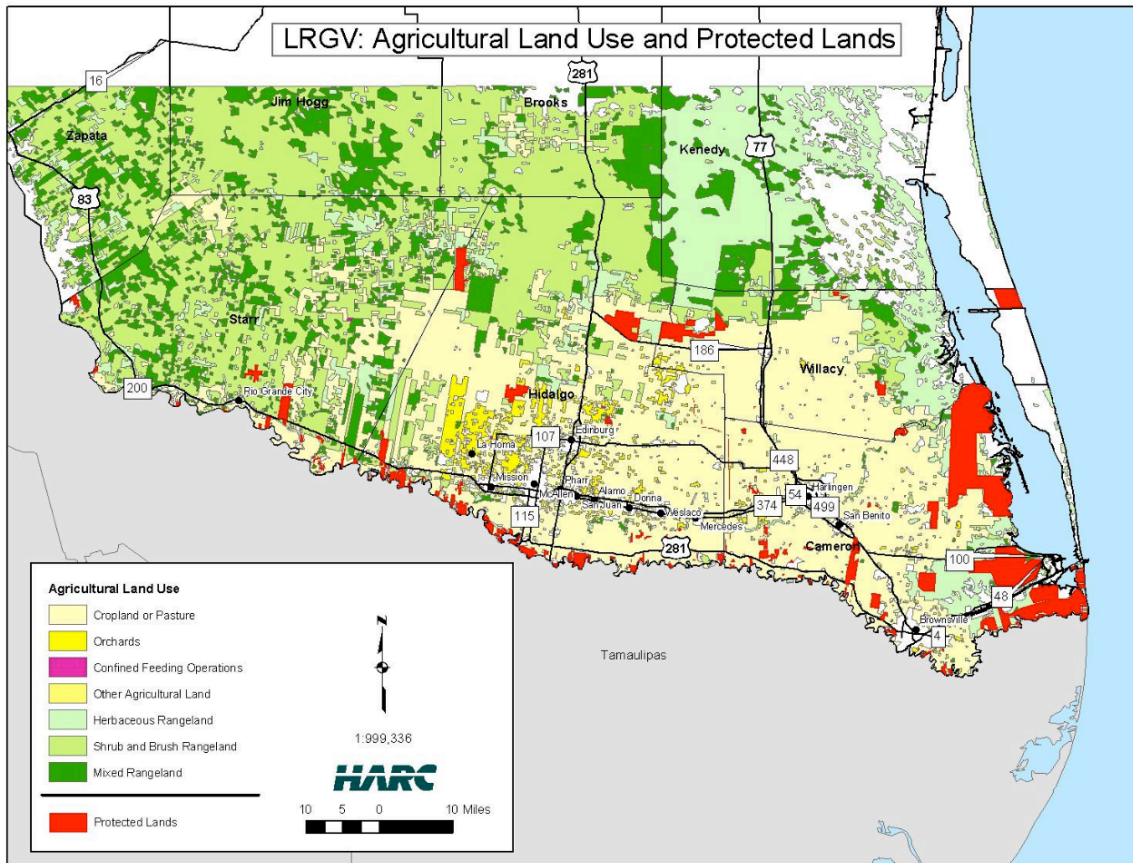 LRGV: Agricultural Land Use and Protected Lands
16
281
Jim Hogg
Brooks
Zapata
Kenedy
77
83
Starr
186
Willacy
200
Rio Grande City
Hidalgo
107
Edinburg
La Homa
448
Mission
Pharr
McAllen
Alamo
54
Harlingen
San Juan
Donna
374
499
115
Weslaco
San Benito
Mercedes
281
Cameron
100
48
Brownsville
4
Tamaulipas
Agricultural Land Use
Cropland or Pasture
Orchards
Confined Feeding Operations
Other Agricultural Land
Herbaceous Rangeland
Shrub and Brush Rangeland
Mixed Rangeland
Protected Lands
N
1:999,336
HARC
10 5 0 10 Miles